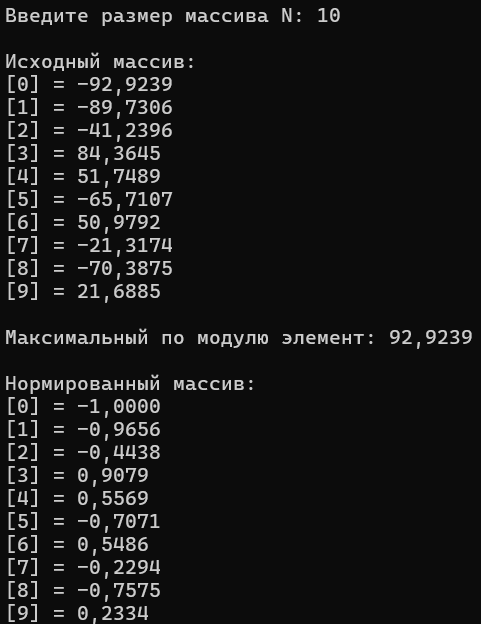 Введите размер массива N: 10
Исходный массив:
[0] = -92,9239
[1] = -89,7306
[2] = -41,2396
[3] = 84,3645
[4] = 51,7489
[5] = -65,7107
[6] = 50,9792
[7] = -21,3174
[8] = -70,3875
[9] = 21,6885
Максимальный по модулю элемент: 92,9239
Нормированный массив:
[0] = -1,0000
[1] = -0,9656
[2] = -0,4438
[3] = 0,9079
[4] = 0,5569
[5] = -0,7071
[6] = 0,5486
[7] = -0,2294
[8] = -0,7575
[9] = 0,2334